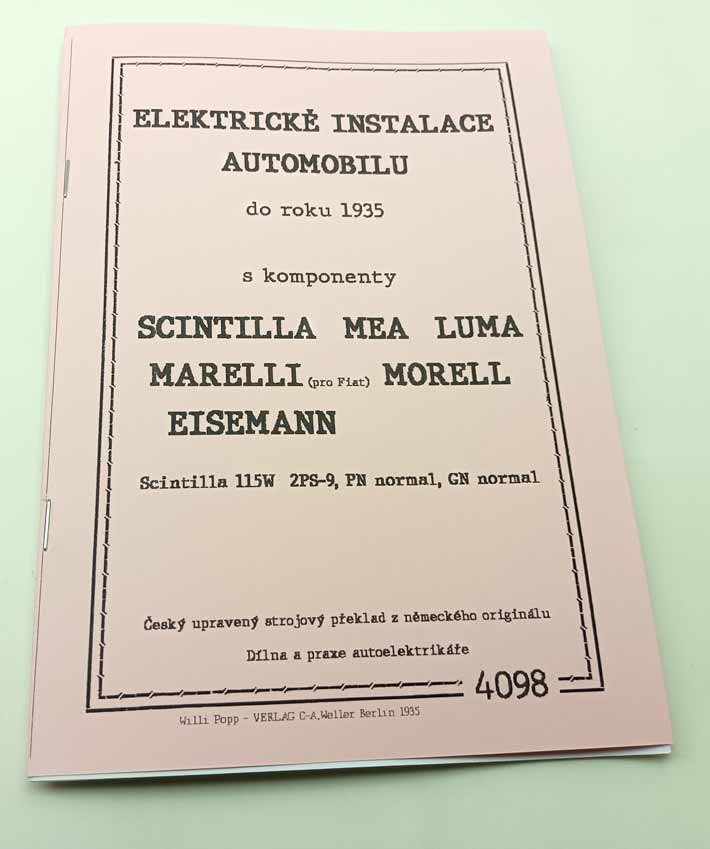 ELEKTRICKĚ INSTALACE
AUTOMOBILU
do roku 1935
s komponenty
SCINTILLA MEA LUMA
MARELLI (pro Fiat) MORELL
EISEMANN
Scintilla 115W 2PS-9, PN normal, GN normal
Český upravený strojový překlad z německého originálu
Dílna a praxe autoelektrikáře
4098
Willi Popp - VERLAG C-A.Weller Berlin 1935